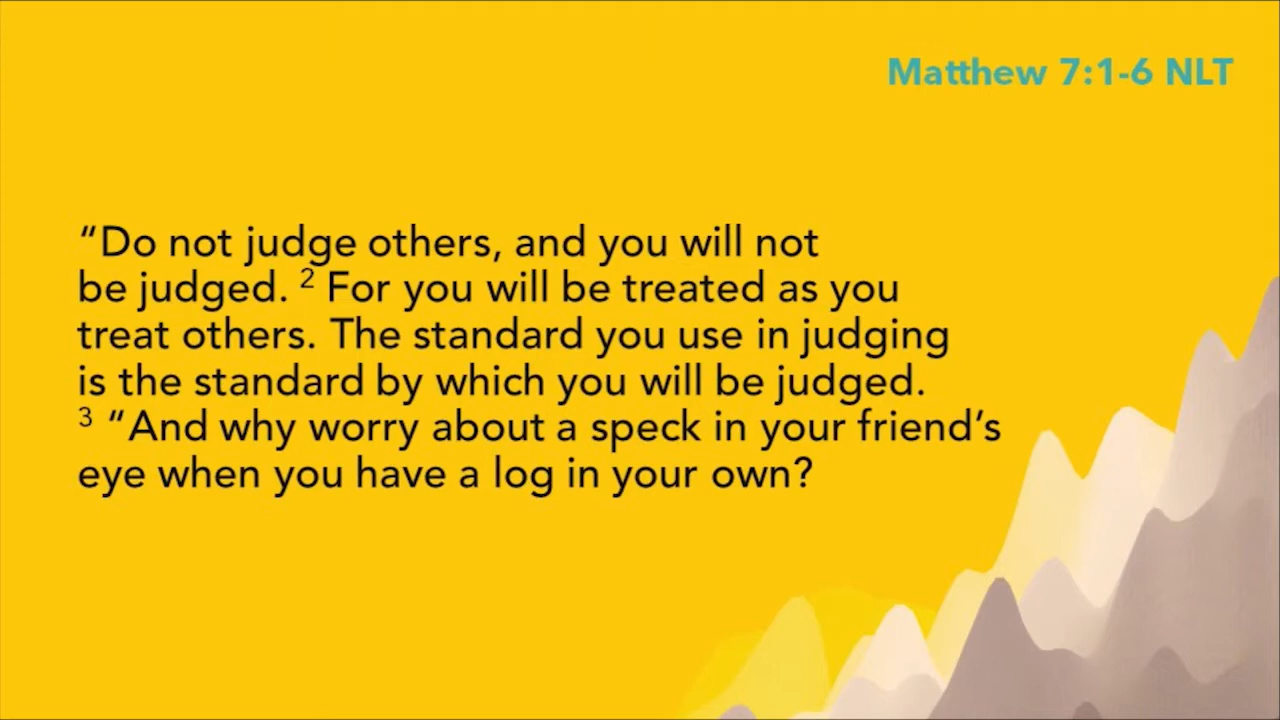 Matthew 7:1-6 NLT
“Do not judge others, and you will not
be judged. ² For you will be treated as you
treat others. The standard you use in judging
is the standard by which you will be judged.
³ “And why worry about a speck in your friend’s
eye when you have a log in your own?